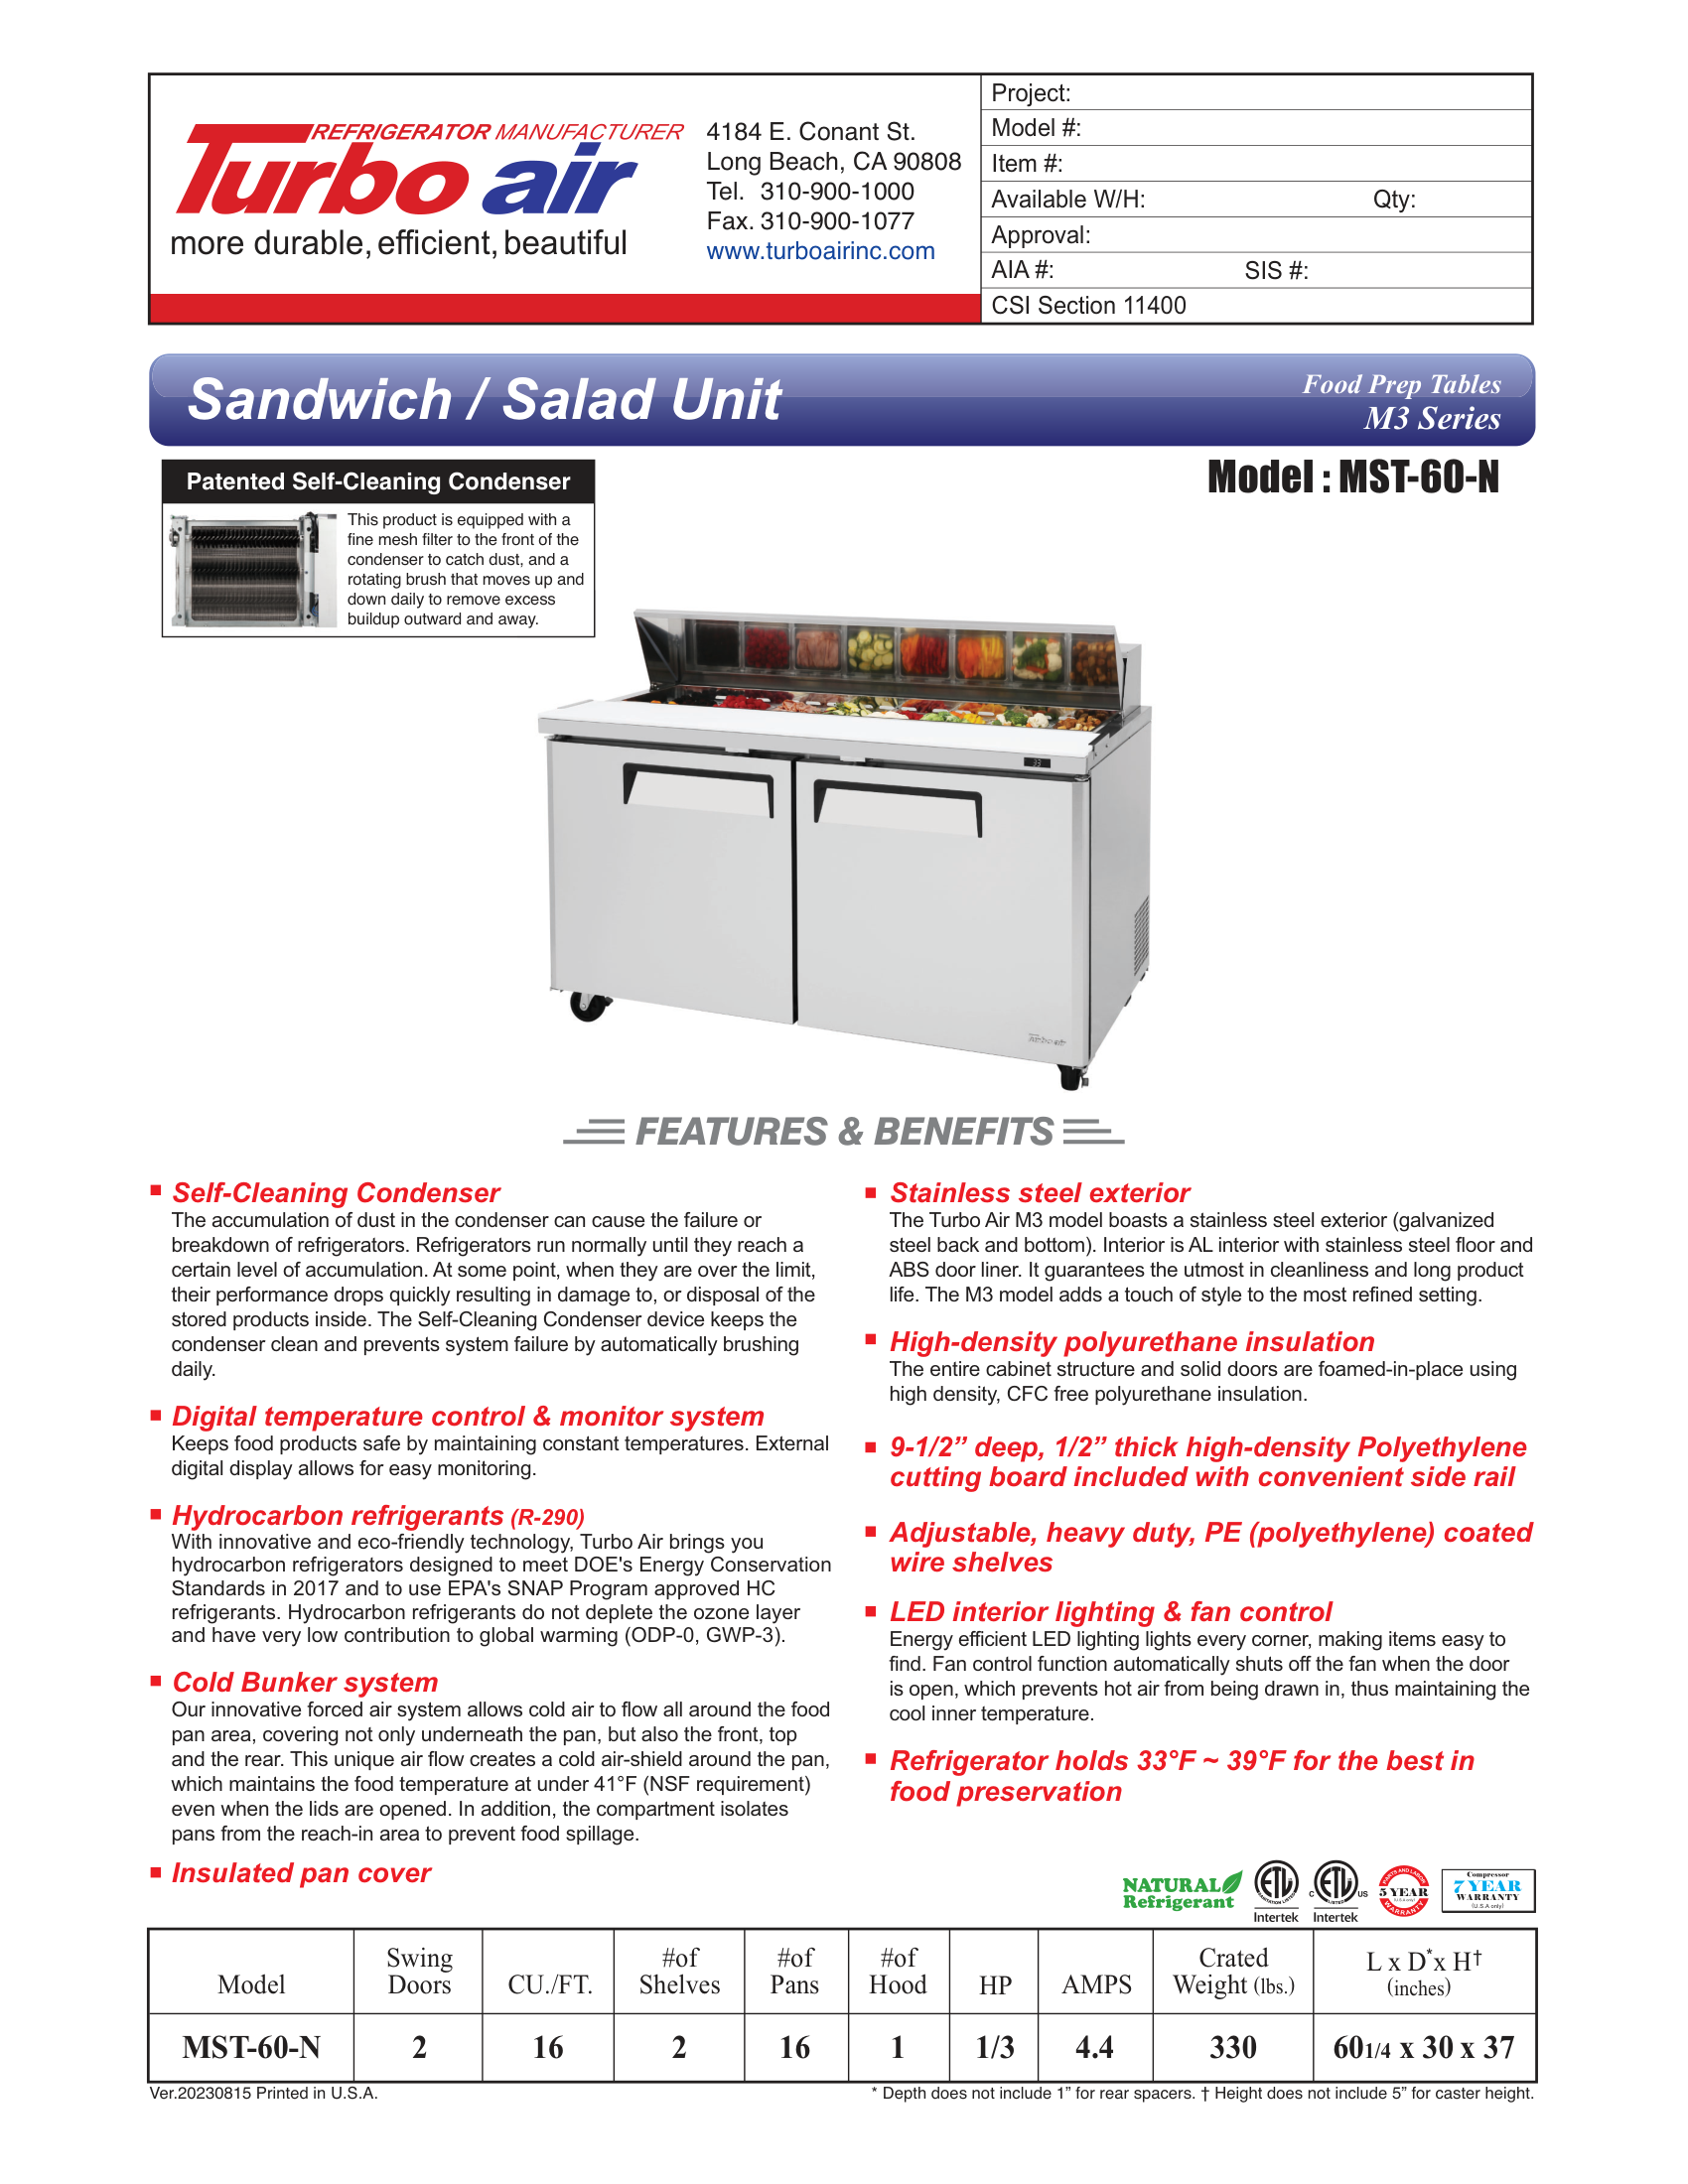 REFRIGERATOR MANUFACTURER
Turbo air
more durable, efficient, beautiful
4184 E. Conant St.
Long Beach, CA 90808
Tel. 310-900-1000
Fax. 310-900-1077
www.turboairinc.com
Project:
Model #:
Item #:
Available W/H: Qty:
Approval:
AIA #: SIS #:
CSI Section 11400
Sandwich / Salad Unit
Food Prep Tables
M3 Series
Model : MST-60-N
Patented Self-Cleaning Condenser
This product is equipped with a
fine mesh filter to the front of the
condenser to catch dust, and a
rotating brush that moves up and
down daily to remove excess
buildup outward and away.
Turbo air
FEATURES & BENEFITS
Self-Cleaning Condenser
The accumulation of dust in the condenser can cause the failure or
breakdown of refrigerators. Refrigerators run normally until they reach a
certain level of accumulation. At some point, when they are over the limit,
their performance drops quickly resulting in damage to, or disposal of the
stored products inside. The Self-Cleaning Condenser device keeps the
condenser clean and prevents system failure by automatically brushing
daily.
Digital temperature control & monitor system
Keeps food products safe by maintaining constant temperatures. External
digital display allows for easy monitoring.
Hydrocarbon refrigerants (R-290)
With innovative and eco-friendly technology, Turbo Air brings you
hydrocarbon refrigerators designed to meet DOE's Energy Conservation
Standards in 2017 and to use EPA's SNAP Program approved HC
refrigerants. Hydrocarbon refrigerants do not deplete the ozone layer
and have very low contribution to global warming (ODP-0, GWP-3).
Cold Bunker system
Our innovative forced air system allows cold air to flow all around the food
pan area, covering not only underneath the pan, but also the front, top
and the rear. This unique air flow creates a cold air-shield around the pan,
which maintains the food temperature at under 41°F (NSF requirement)
even when the lids are opened. In addition, the compartment isolates
pans from the reach-in area to prevent food spillage.
Insulated pan cover
Stainless steel exterior
The Turbo Air M3 model boasts a stainless steel exterior (galvanized
steel back and bottom). Interior is AL interior with stainless steel floor and
ABS door liner. It guarantees the utmost in cleanliness and long product
life. The M3 model adds a touch of style to the most refined setting.
High-density polyurethane insulation
The entire cabinet structure and solid doors are foamed-in-place using
high density, CFC free polyurethane insulation.
9-1/2” deep, 1/2” thick high-density Polyethylene
cutting board included with convenient side rail
Adjustable, heavy duty, PE (polyethylene) coated
wire shelves
LED interior lighting & fan control
Energy efficient LED lighting lights every corner, making items easy to
find. Fan control function automatically shuts off the fan when the door
is open, which prevents hot air from being drawn in, thus maintaining the
cool inner temperature.
Refrigerator holds 33°F ~ 39°F for the best in
food preservation
NATURAL
Refrigerant
ETL
SANITATION LISTED
Intertek
C ETL US
LISTED
Intertek
PARTS AND LABOR
5 YEAR
(U.S.A only)
WARRANTY
Compressor
7 YEAR
WARRANTY
(U.S.A only)
Model Swing Doors CU./FT. #of Shelves #of Pans #of Hood HP AMPS Crated Weight (lbs.) L x D* x H† (inches)
MST-60-N 2 16 2 16 1 1/3 4.4 330 60 1/4 x 30 x 37
Ver.20230815 Printed in U.S.A.
* Depth does not include 1” for rear spacers. † Height does not include 5” for caster height.